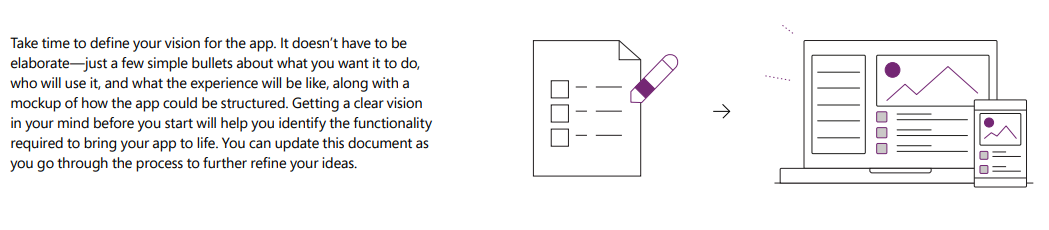 Take time to define your vision for the app. It doesn’t have to be
elaborate—just a few simple bullets about what you want it to do,
who will use it, and what the experience will be like, along with a
mockup of how the app could be structured. Getting a clear vision
in your mind before you start will help you identify the functionality
required to bring your app to life. You can update this document as
you go through the process to further refine your ideas.